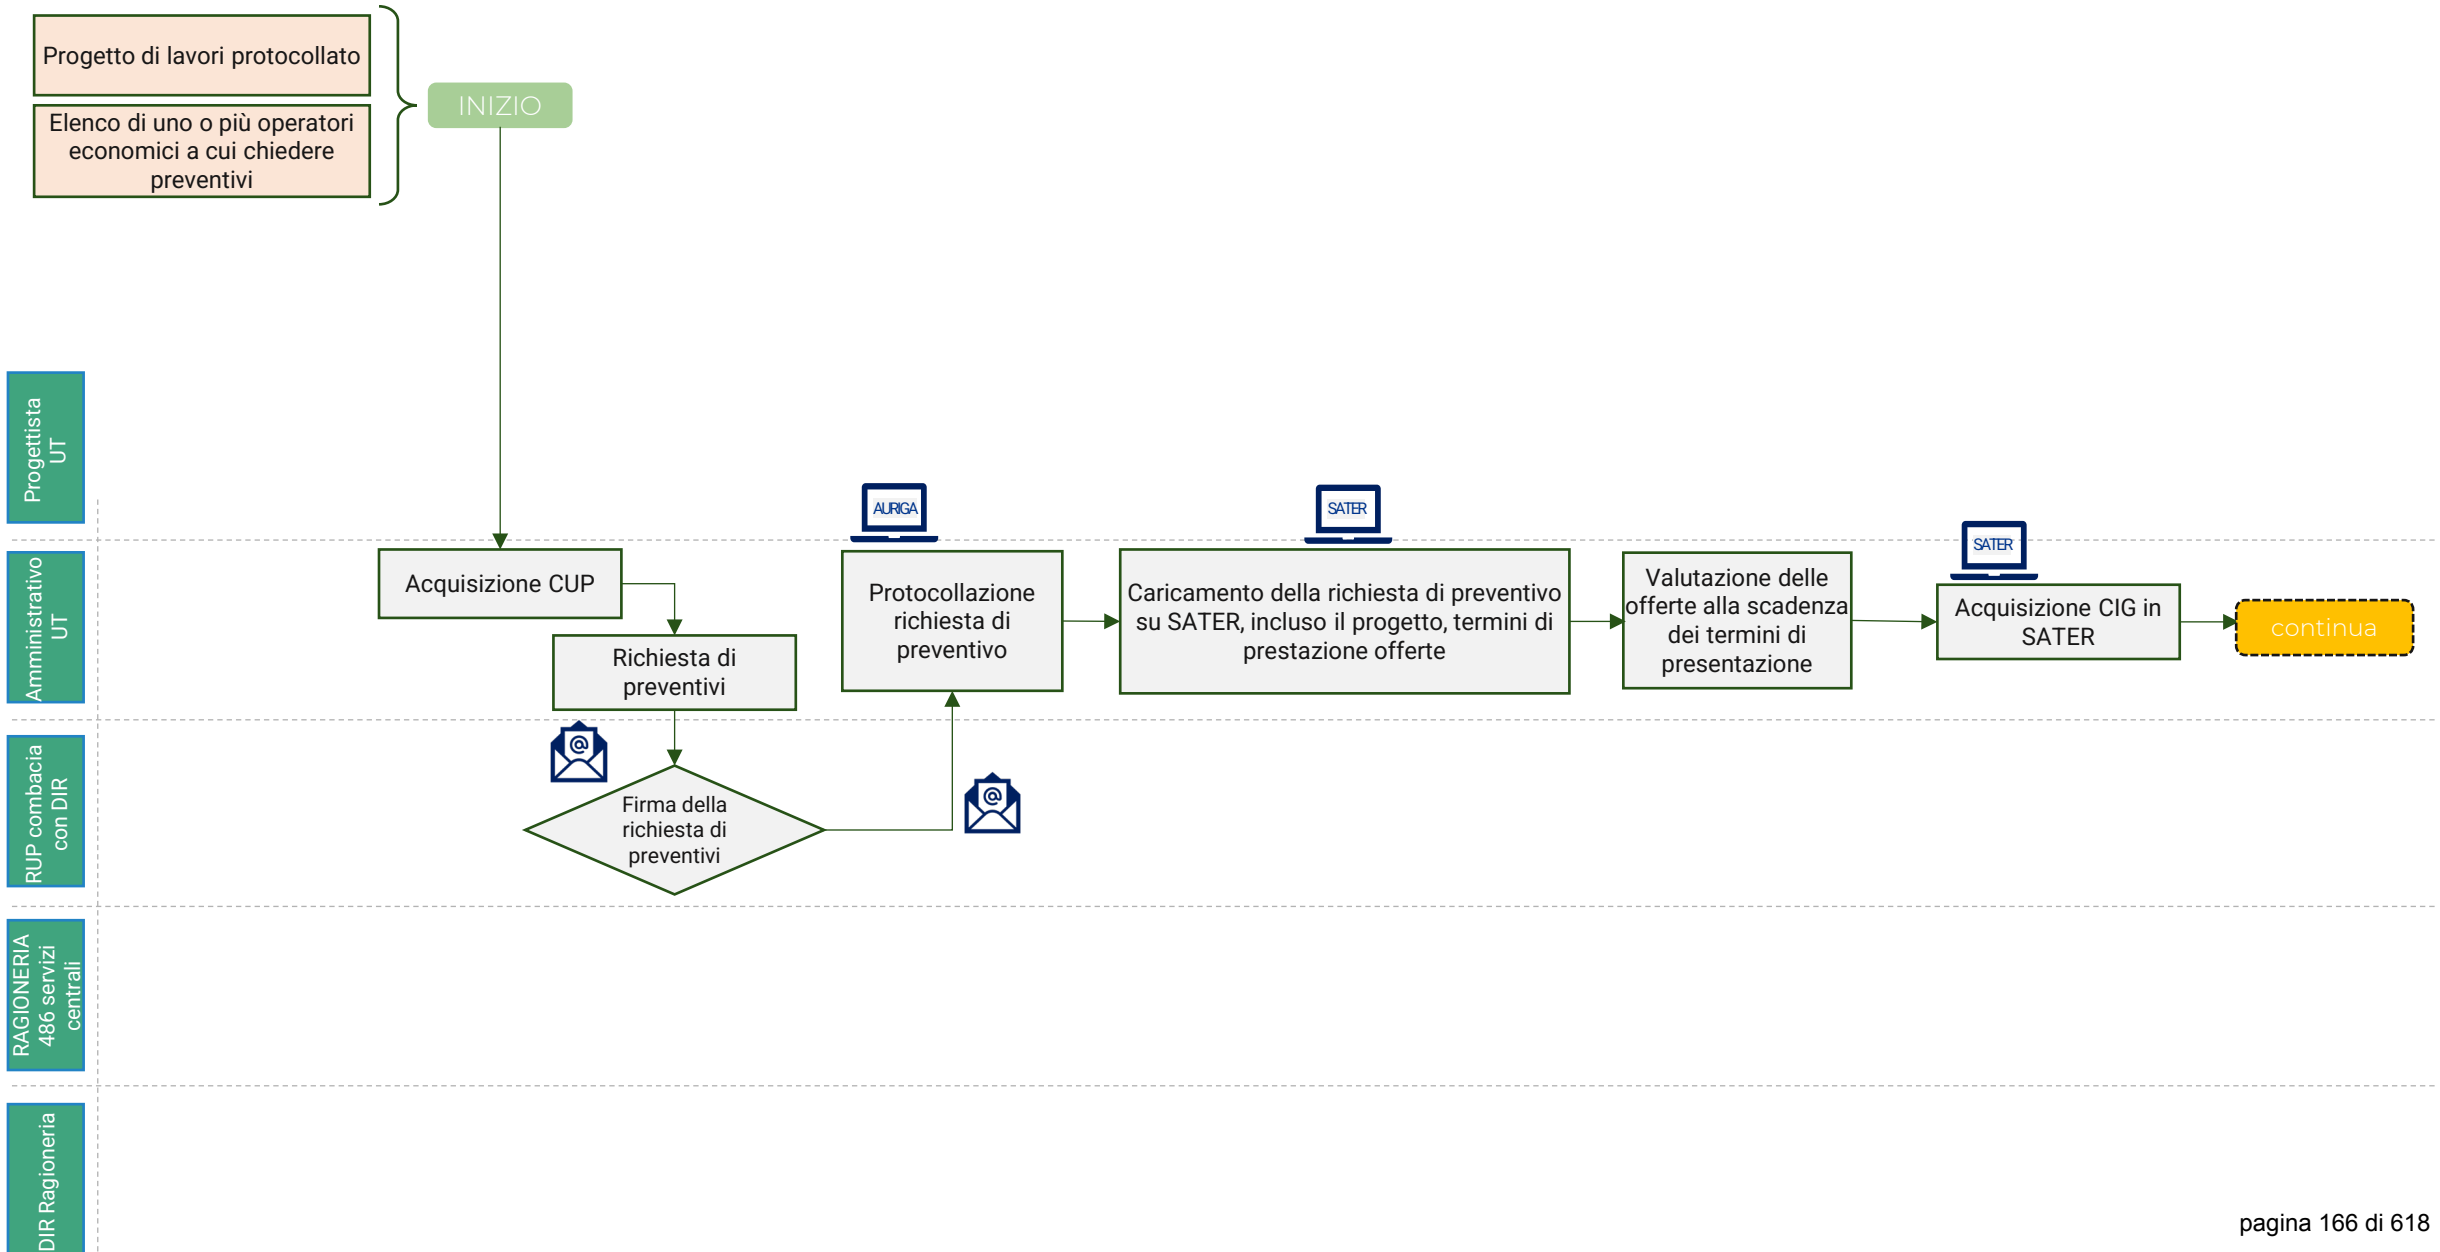 Progetto di lavori protocollato
Elenco di uno o più operatori
economici a cui chiedere
preventivi
INIZIO
Progettista
UT
AURIGA
SATER
SATER
Amministrativo
UT
Acquisizione CUP
Richiesta di
preventivi
Protocollazione
richiesta di
preventivo
Caricamento della richiesta di preventivo
su SATER, incluso il progetto, termini di
prestazione offerte
Valutazione delle
offerte alla scadenza
dei termini di
presentazione
Acquisizione CIG in
SATER
continua
RUP combacia
con DIR
@
@
Firma della
richiesta di
preventivi
RAGIONERIA
486 servizi
centrali
DIR Ragioneria
pagina 166 di 618